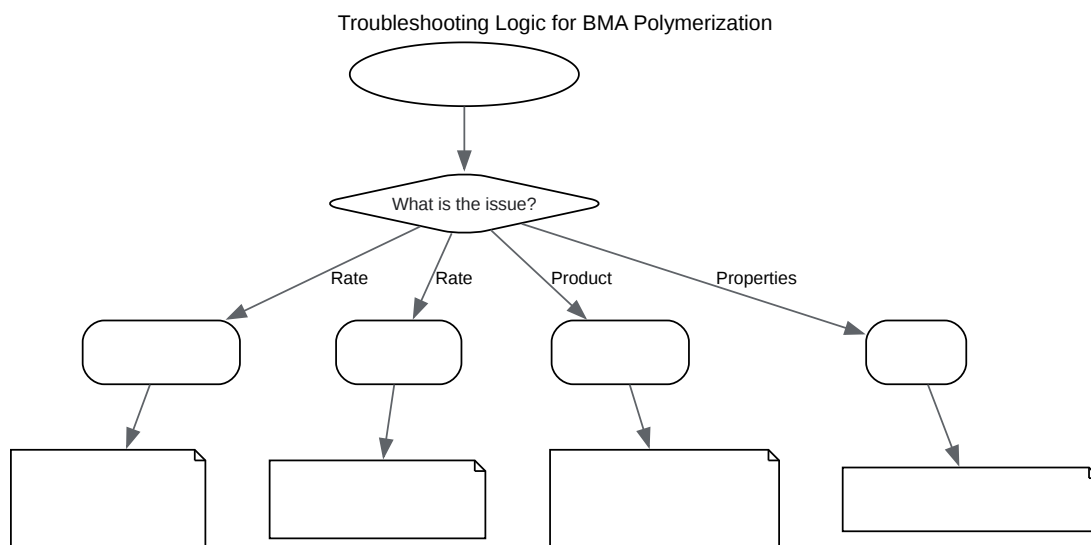 Troubleshooting Logic for BMA Polymerization
What is the issue?
Rate
Rate
Product
Properties